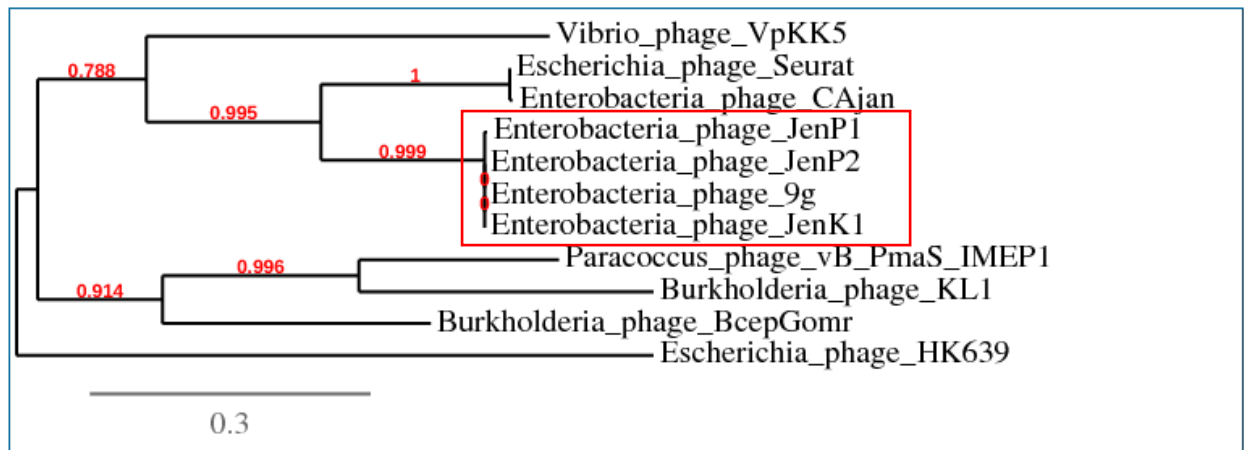 Vibrio_phage_VpKK5
0.788
Escherichia_phage_Seurat
1
Enterobacteria_phage_CAjan
0.995
Enterobacteria_phage_JenP1
0.999
Enterobacteria_phage_JenP2
0
Enterobacteria_phage_9g
0
Enterobacteria_phage_JenK1
Paracoccus_phage_vB_PmaS_IMEP1
0.996
Burkholderia_phage_KL1
0.914
Burkholderia_phage_BcepGomr
Escherichia_phage_HK639
0.3